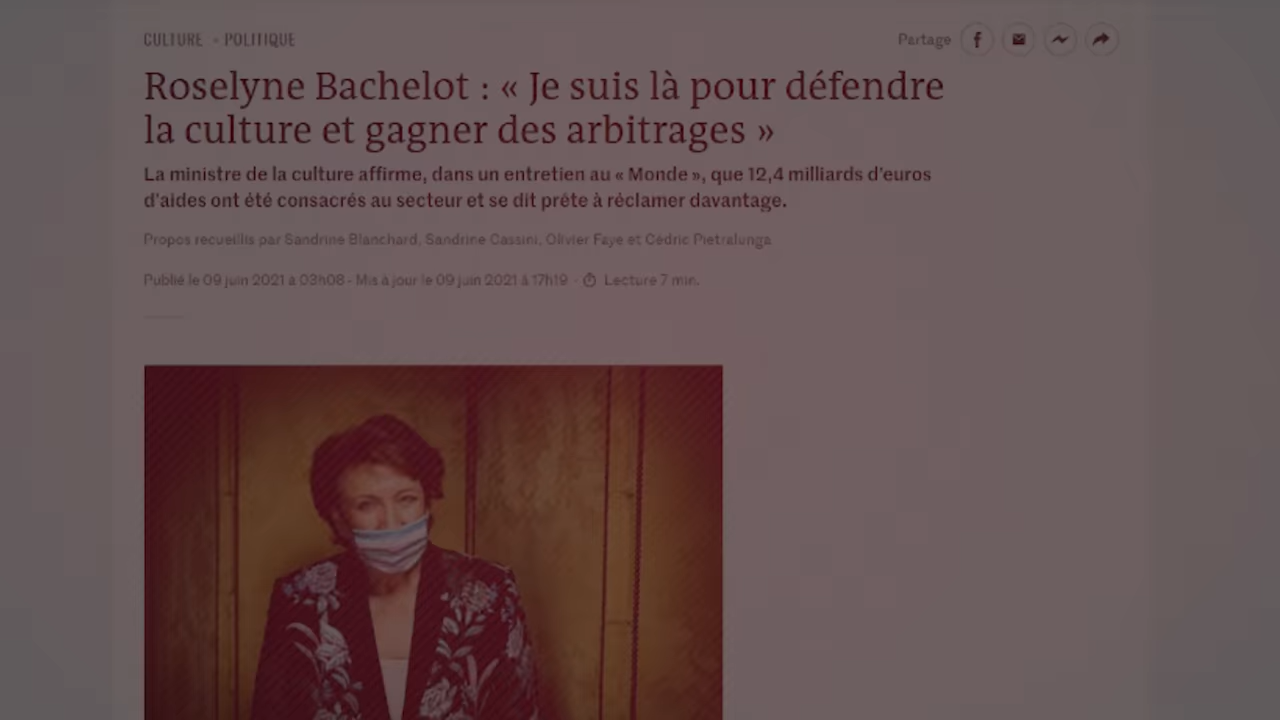 CULTURE • POLITIQUE
Partage
Roselyne Bachelot : « Je suis là pour défendre
la culture et gagner des arbitrages »
La ministre de la culture affirme, dans un entretien au « Monde », que 12,4 milliards d'euros
d'aides ont été consacrés au secteur et se dit prête à réclamer davantage.
Propos recueillis par Sandrine Blanchard, Sandrine Cassini, Olivier Faye et Cédric Pietralunga
Publié le 09 juin 2021 à 03h08 - Mis à jour le 09 juin 2021 à 17h19 · Lecture 7 min.